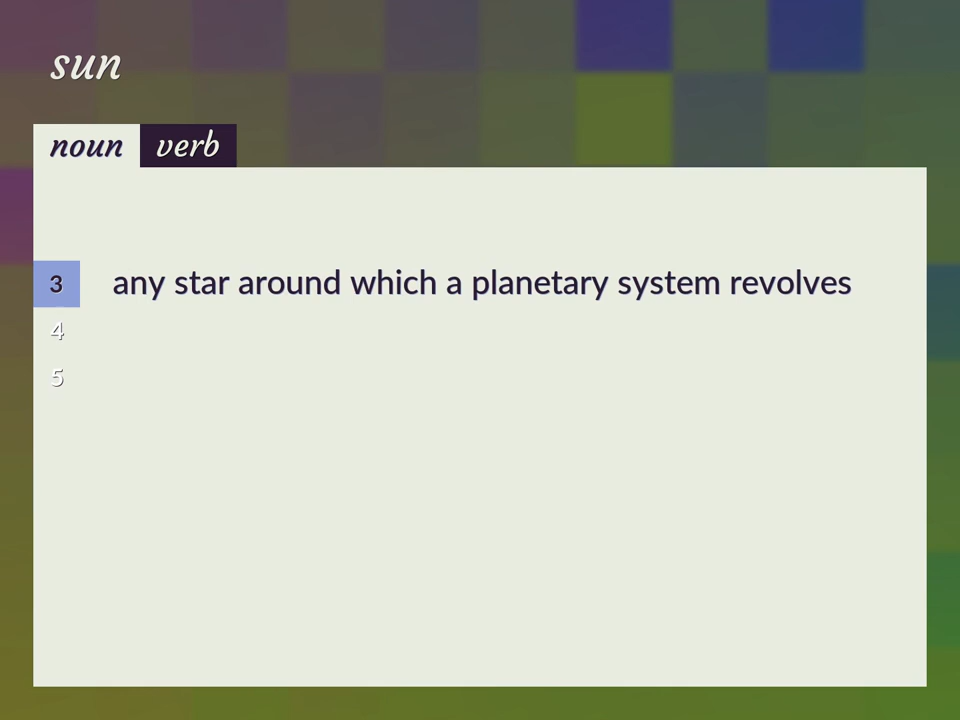 sun
noun verb
3 any star around which a planetary system revolves
4
5